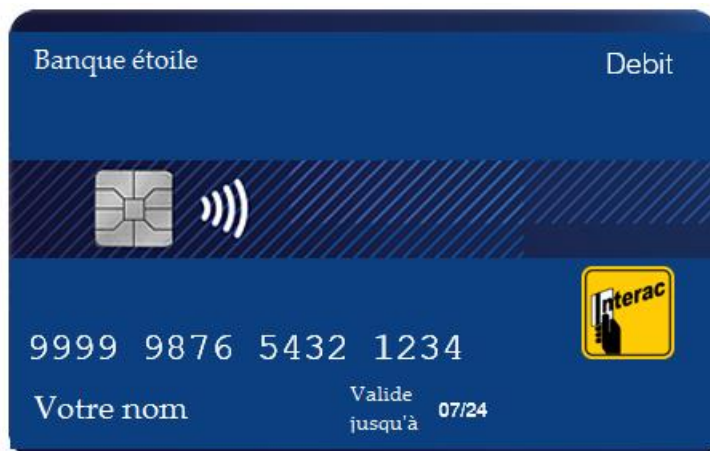 Banque étoile
Debit
Interac
9999 9876 5432 1234
Votre nom
Valide
jusqu'à
07/24